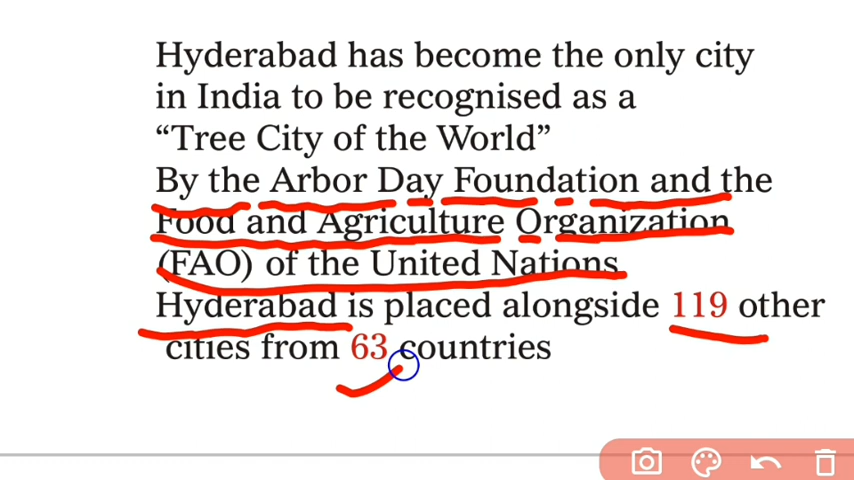 Hyderabad has become the only city
in India to be recognised as a
“Tree City of the World”
By the Arbor Day Foundation and the
Food and Agriculture Organization
(FAO) of the United Nations
Hyderabad is placed alongside 119 other
cities from 63 countries